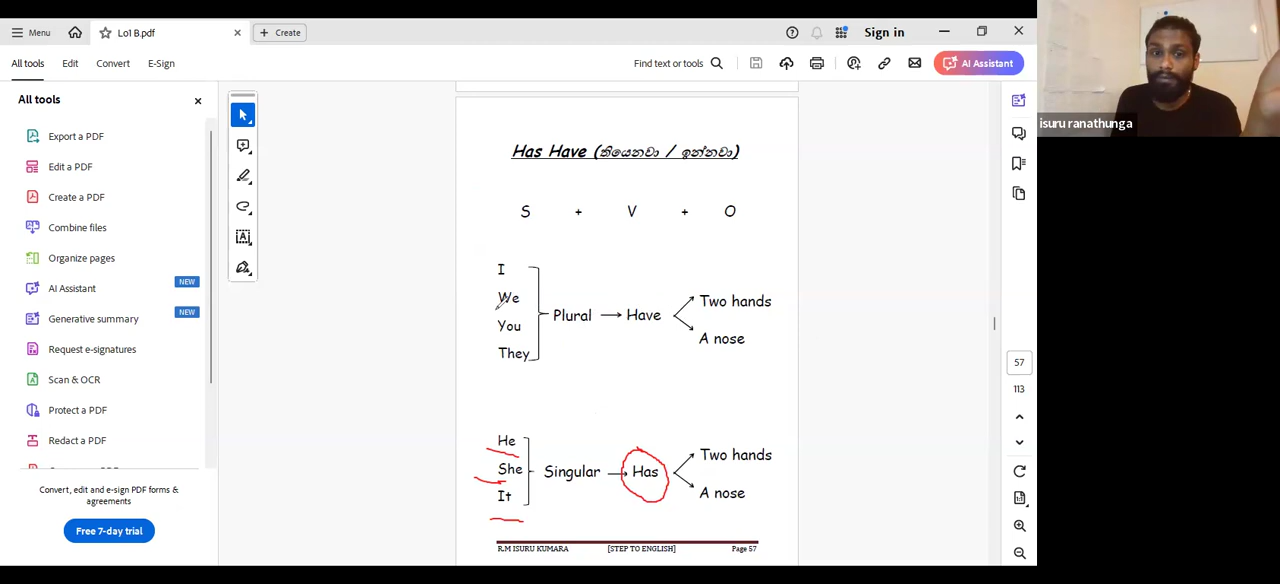 Menu
Lo1 B.pdf
Create
Sign in
All tools
Edit
Convert
E-Sign
Find text or tools
AI Assistant
All tools
Export a PDF
Edit a PDF
Create a PDF
Combine files
Organize pages
AI Assistant NEW
Generative summary NEW
Request e-signatures
Scan & OCR
Protect a PDF
Redact a PDF
Convert, edit and e-sign PDF forms &
agreements
Free 7-day trial
Has Have (තියෙනවා / ඉන්නවා)
S + V + O
I
We
You
They
Plural → Have
Two hands
A nose
He
She
It
Singular → Has
Two hands
A nose
R.M ISURU KUMARA [STEP TO ENGLISH] Page 57
57
113
isuru ranathunga